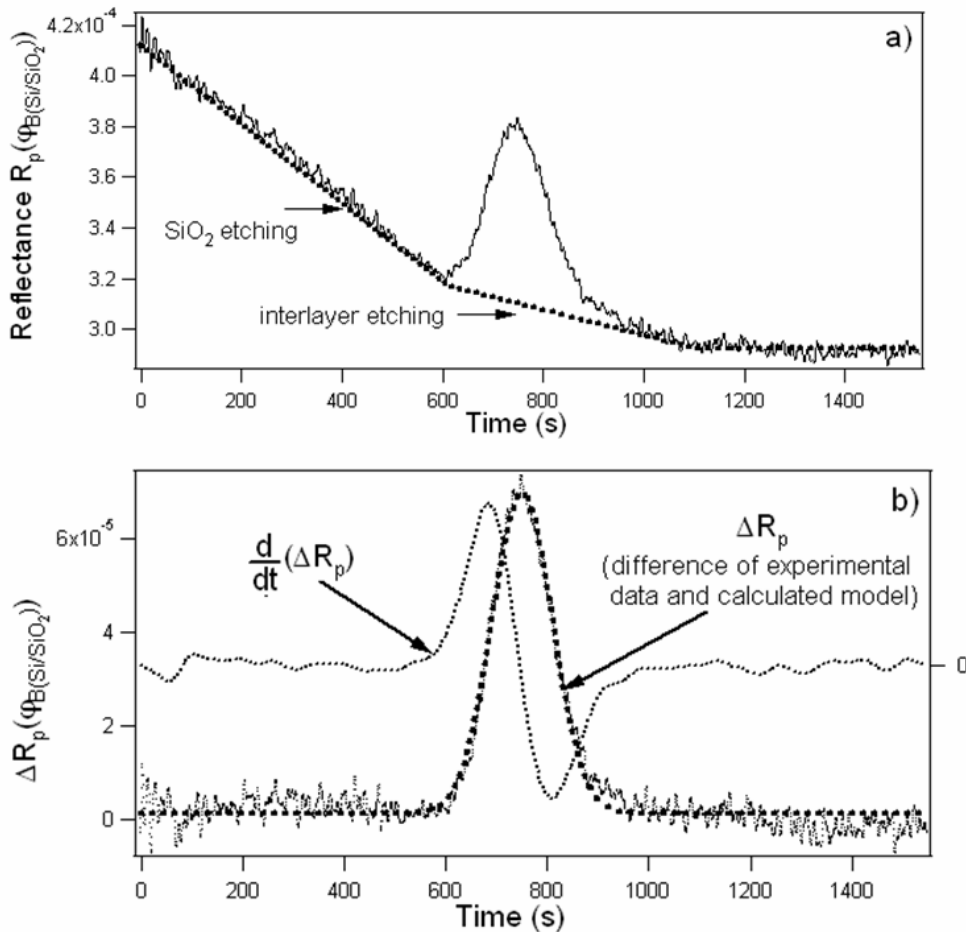 4.2x10⁻⁴
4.0
3.8
3.6
3.4
3.2
3.0
Reflectance Rₚ(φ_B(Si/SiO₂))
a)
SiO₂ etching
interlayer etching
0 200 400 600 800 1000 1200 1400
Time (s)
b)
6x10⁻⁵
4
2
0
ΔRₚ(φ_B(Si/SiO₂))
d/dt(ΔRₚ)
ΔRₚ
(difference of experimental
data and calculated model)
0
0 200 400 600 800 1000 1200 1400
Time (s)